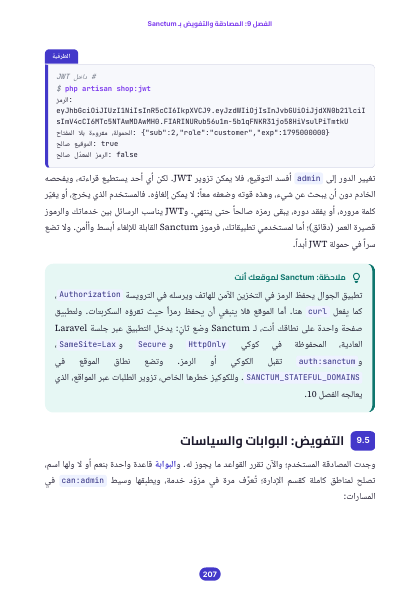 الفصل 9: المصادقة والتفويض بـ Sanctum
الطرفية
# داخل JWT
$ php artisan shop:jwt
الرمز:
eyJhbGciOiJIUzI1NiIsInR5cCI6IkpXVCJ9.eyJzdWIiOjIsInJvbGUiOiJjdXN0b21lciI
sImV4cCI6MTc5NTAwMDAwMH0.FIARINURub56u1m-5b1qFNKR31jo58HiVsulPiTmtkU
الحمولة، مقروءة بلا المفتاح: {"sub":2,"role":"customer","exp":1795000000}
الموقيع صالح: true
الرمز المعدّل صالح: false
تغيير الدور إلى admin أفسد التوقيع، فلا يمكن تزوير JWT. لكن أي أحد يستطيع قراءته، ويفحصه
الخادم دون أن يبحث عن شيء، وهذه قوته وضعفه معاً: لا يمكن إلغاؤه. فالمستخدم الذي يخرج، أو يغيّر
كلمة مروره، أو يفقد دوره، يبقى رمزه صالحاً حتى ينتهي. وJWT يناسب الرسائل بين خدماتك والرموز
قصيرة العمر (دقائق)؛ أما لمستخدمي تطبيقاتك، فرموز Sanctum القابلة للإلغاء أبسط وأأمن. ولا تضع
سراً في حمولة JWT أبداً.
ملاحظة: Sanctum لموقعك أنت
تطبيق الجوال يحفظ الرمز في التخزين الآمن للهاتف ويرسله في الترويسة Authorization ,
كما يفعل curl هنا. أما الموقع فلا ينبغي أن يحفظ رمزاً حيث تقرؤه السكربتات. ولتطبيق
صفحة واحدة على نطاقك أنت، لـ Sanctum وضع ثانٍ: يدخل التطبيق عبر جلسة Laravel
العادية، المحفوظة في كوكي HttpOnly و Secure و SameSite=Lax ,
و auth:sanctum تقبل الكوكي أو الرمز. وتضع نطاق الموقع في
SANCTUM_STATEFUL_DOMAINS . وللكوكيز خطرها الخاص، تزوير الطلبات عبر المواقع، الذي
يعالجه الفصل 10.
9.5 التفويض: البوابات والسياسات
وجدت المصادقة المستخدم؛ والآن تقرر القواعد ما يجوز له. والبوابة قاعدة واحدة بنعم أو لا ولها اسم،
تصلح لمناطق كاملة كقسم الإدارة؛ تُعرَّف مرة في مزوّد خدمة، ويطبقها وسيط can:admin في
المسارات:
207